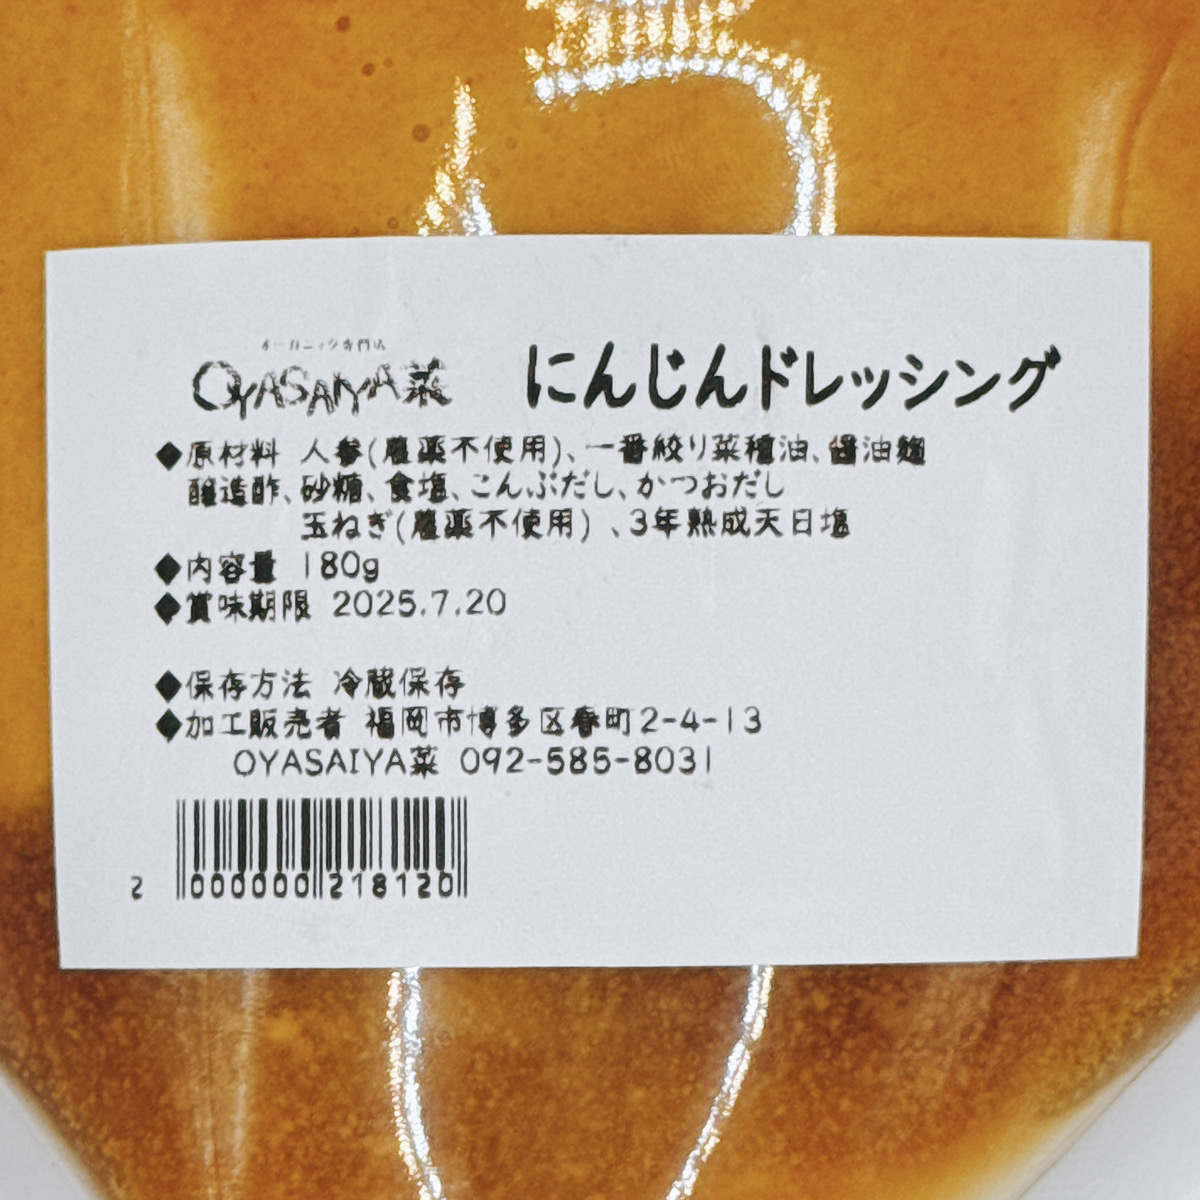 オーガニック専門店
OYASAIYA菜 にんじんドレッシング
◆原材料 人参(農薬不使用)、一番絞り菜種油、醤油麹
醸造酢、砂糖、食塩、こんぶだし、かつおだし
玉ねぎ(農薬不使用) 、3年熟成天日塩
◆内容量 180g
◆賞味期限 2025.7.20
◆保存方法 冷蔵保存
◆加工販売者 福岡市博多区春町2-4-13
OYASAIYA菜 092-585-8031
2 000000 218120